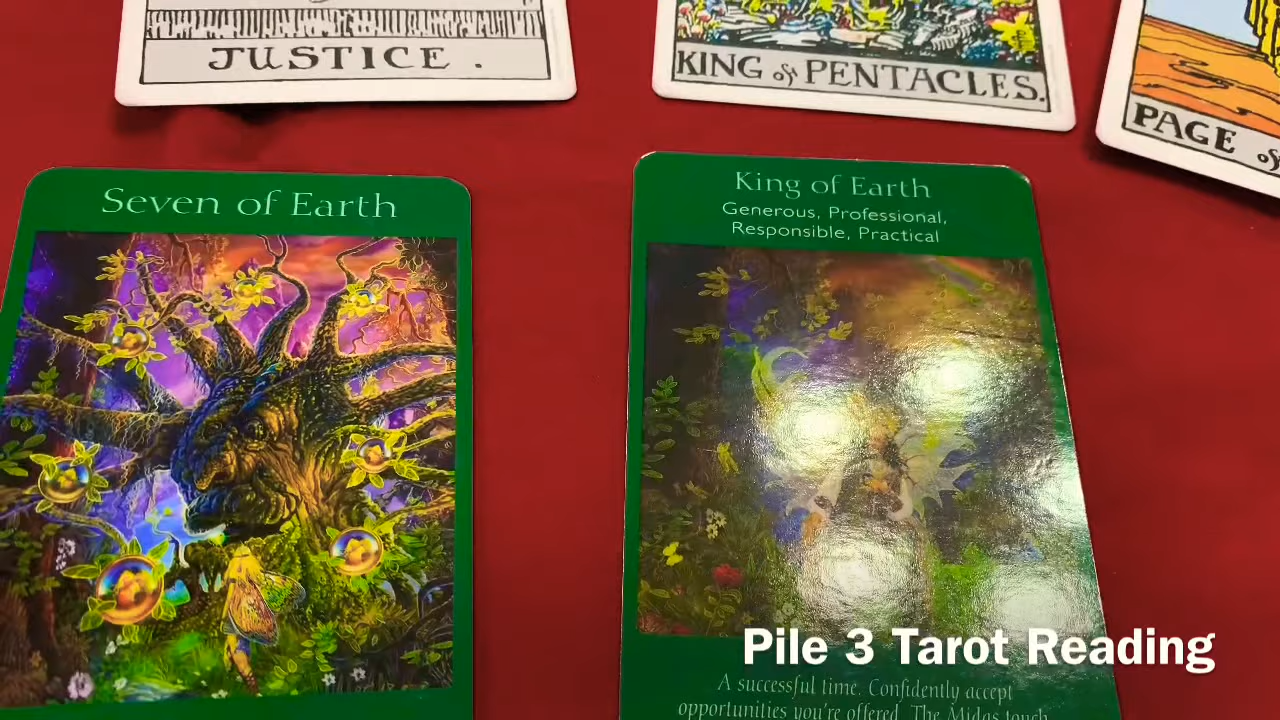 JUSTICE .
KING of PENTACLES.
PAGE of
Seven of Earth
King of Earth
Generous, Professional,
Responsible, Practical
Pile 3 Tarot Reading
A successful time. Confidently accept
opportunities you're offered. The Midas touch